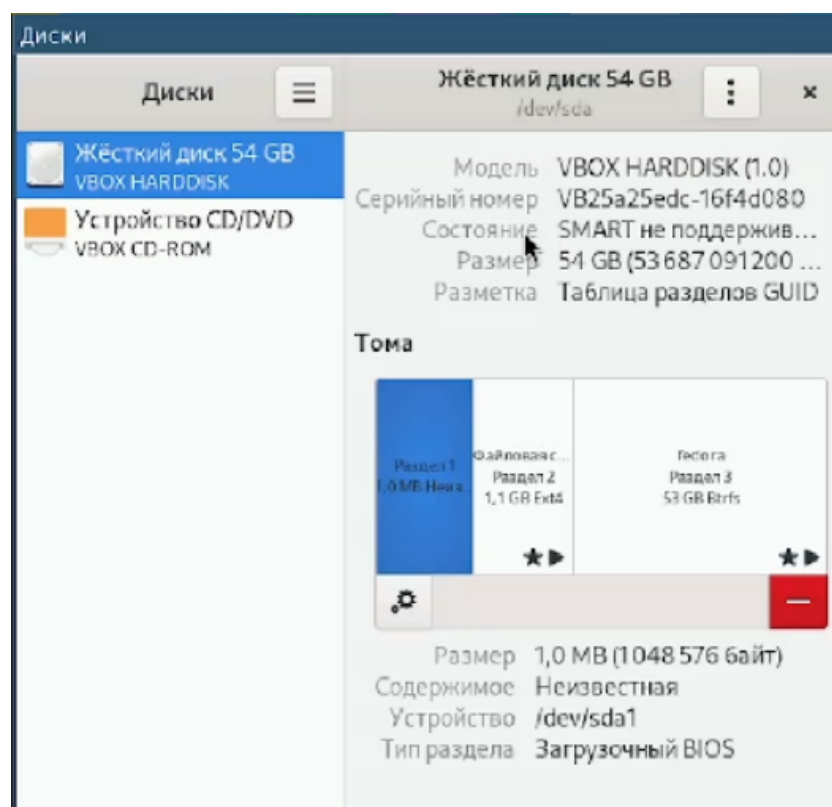 Диски
Диски
Жёсткий диск 54 GB
/dev/sda
Жёсткий диск 54 GB
VBOX HARDDISK
Устройство CD/DVD
VBOX CD-ROM
Модель VBOX HARDDISK (1.0)
Серийный номер VB25a25edc-16f4d080
Состояние SMART не поддержив...
Размер 54 GB (53 687 091 200 ...
Разметка Таблица разделов GUID
Тома
Раздел 1
1,0 MB Неиз...
Файловая с...
Раздел 2
1,1 GB Ext4
fedora
Раздел 3
53 GB Btrfs
Размер 1,0 MB (1 048 576 байт)
Содержимое Неизвестная
Устройство /dev/sda1
Тип раздела Загрузочный BIOS